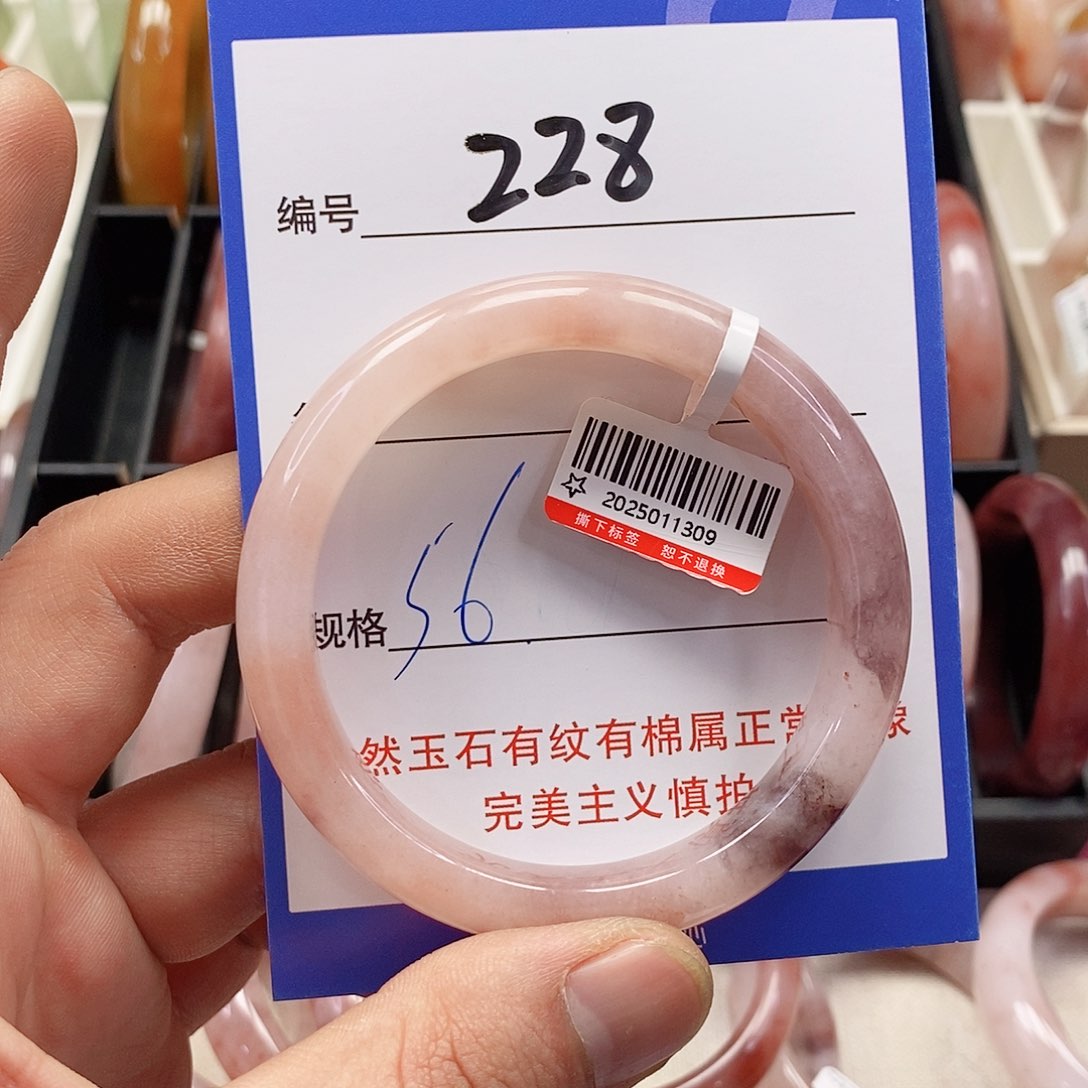 编号 228
2025011309
撕下标签 恕不退换
规格 56.
然玉石有纹有棉属正常
完美主义慎拍